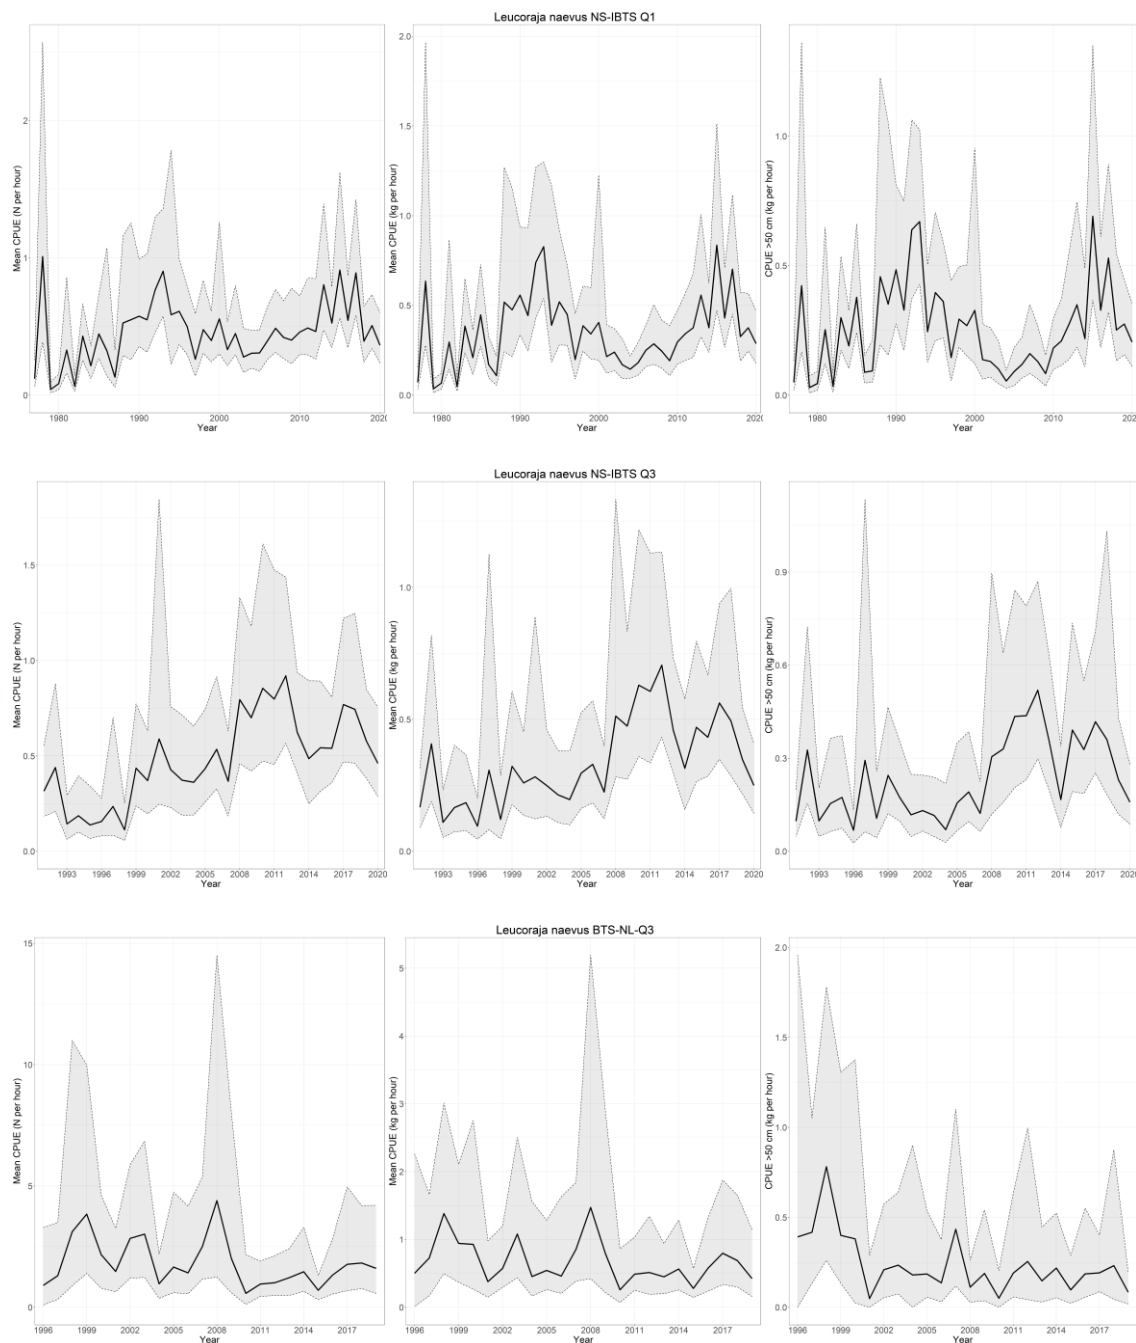 Leucoraja naevus NS-IBTS Q1
Mean CPUE (N per hour)
2
1
0
1980 1990 2000 2010 2020
Year
Mean CPUE (kg per hour)
2.0
1.5
1.0
0.5
0.0
1980 1990 2000 2010 2020
Year
CPUE >50 cm (kg per hour)
1.0
0.5
0.0
1980 1990 2000 2010 2020
Year
Leucoraja naevus NS-IBTS Q3
Mean CPUE (N per hour)
1.5
1.0
0.5
0.0
1993 1996 1999 2002 2005 2008 2011 2014 2017 2020
Year
Mean CPUE (kg per hour)
1.0
0.5
0.0
1993 1996 1999 2002 2005 2008 2011 2014 2017 2020
Year
CPUE >50 cm (kg per hour)
0.9
0.6
0.3
0.0
1993 1996 1999 2002 2005 2008 2011 2014 2017 2020
Year
Leucoraja naevus BTS-NL-Q3
Mean CPUE (N per hour)
15
10
5
0
1996 1999 2002 2005 2008 2011 2014 2017
Year
Mean CPUE (kg per hour)
5
4
3
2
1
0
1996 1999 2002 2005 2008 2011 2014 2017
Year
CPUE >50 cm (kg per hour)
2.0
1.5
1.0
0.5
0.0
1996 1999 2002 2005 2008 2011 2014 2017
Year